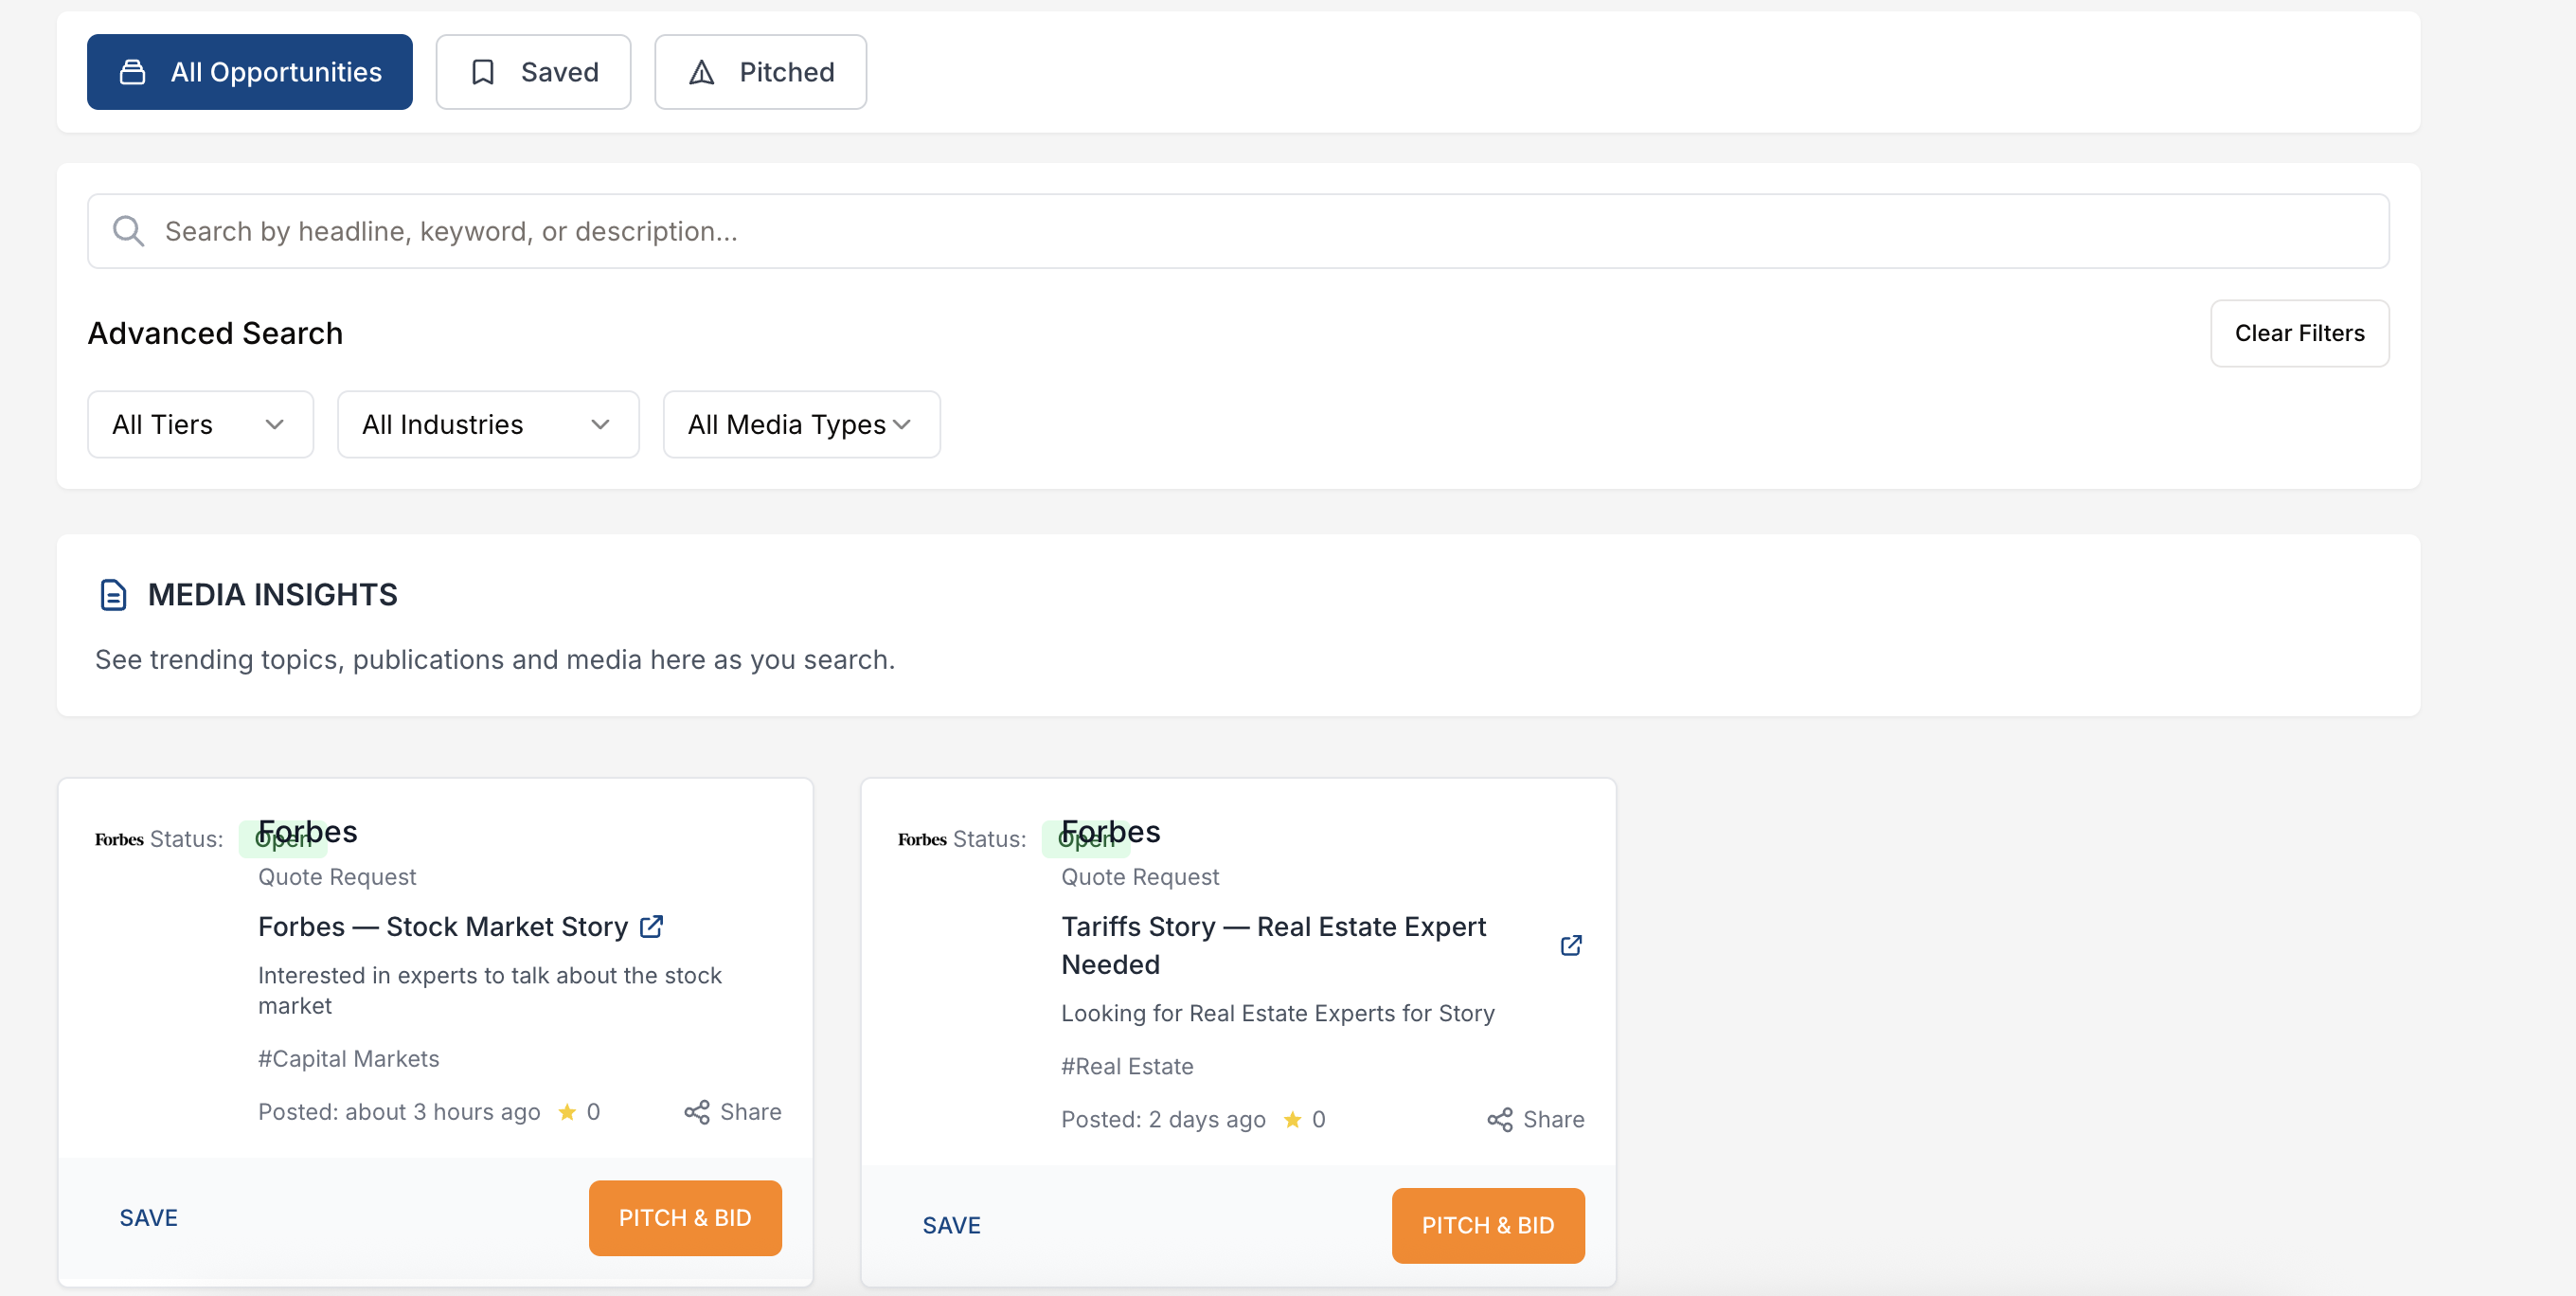 All Opportunities
Saved
Pitched
Search by headline, keyword, or description...
Advanced Search
Clear Filters
All Tiers
All Industries
All Media Types
MEDIA INSIGHTS
See trending topics, publications and media here as you search.
Forbes Status: Open
Forbes
Quote Request
Forbes — Stock Market Story
Interested in experts to talk about the stock
market
#Capital Markets
Posted: about 3 hours ago 0 Share
SAVE
PITCH & BID
Forbes Status: Open
Forbes
Quote Request
Tariffs Story — Real Estate Expert
Needed
Looking for Real Estate Experts for Story
#Real Estate
Posted: 2 days ago 0 Share
SAVE
PITCH & BID